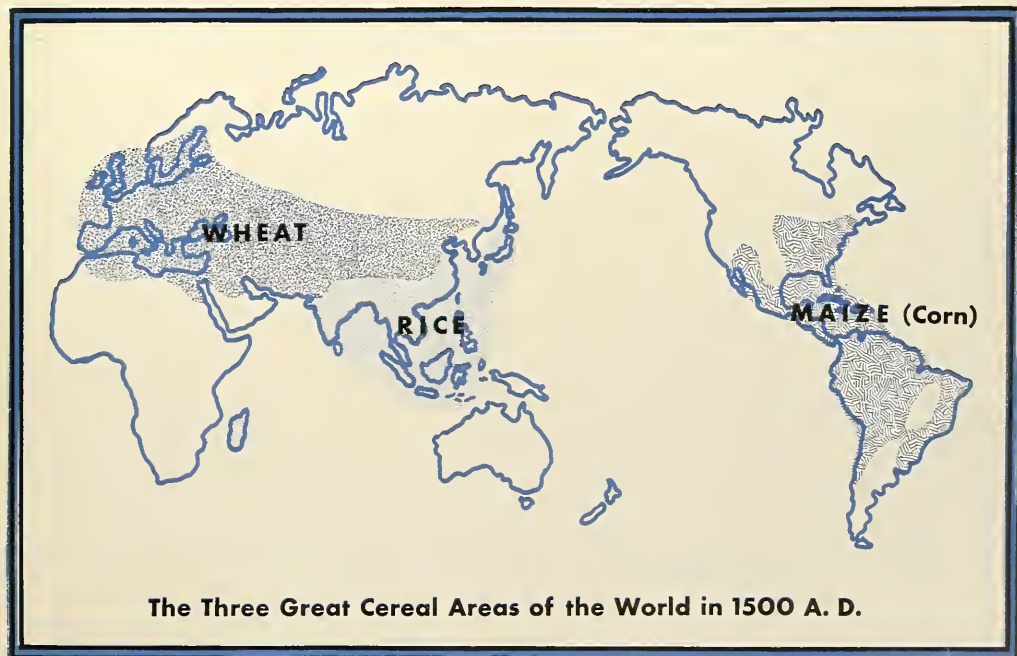 WHEAT
RICE
MAIZE (Corn)
The Three Great Cereal Areas of the World in 1500 A. D.